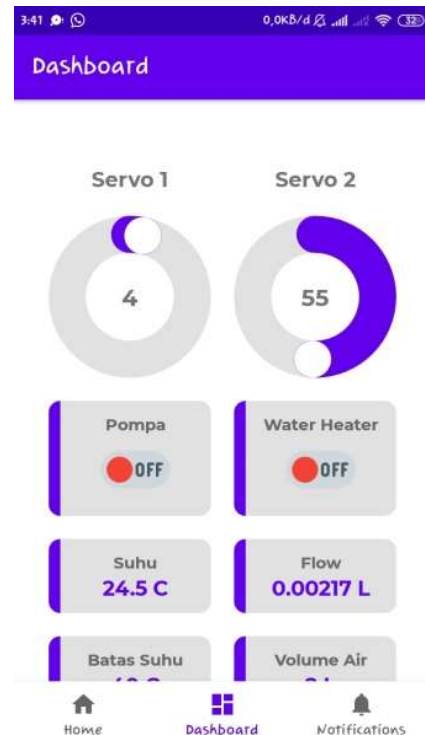 3:41 0,0KB/d 32
Dashboard
Servo 1 Servo 2
4 55
Pompa Water Heater
OFF OFF
Suhu Flow
24.5 C 0.00217 L
Batas Suhu Volume Air
Home Dashboard Notifications